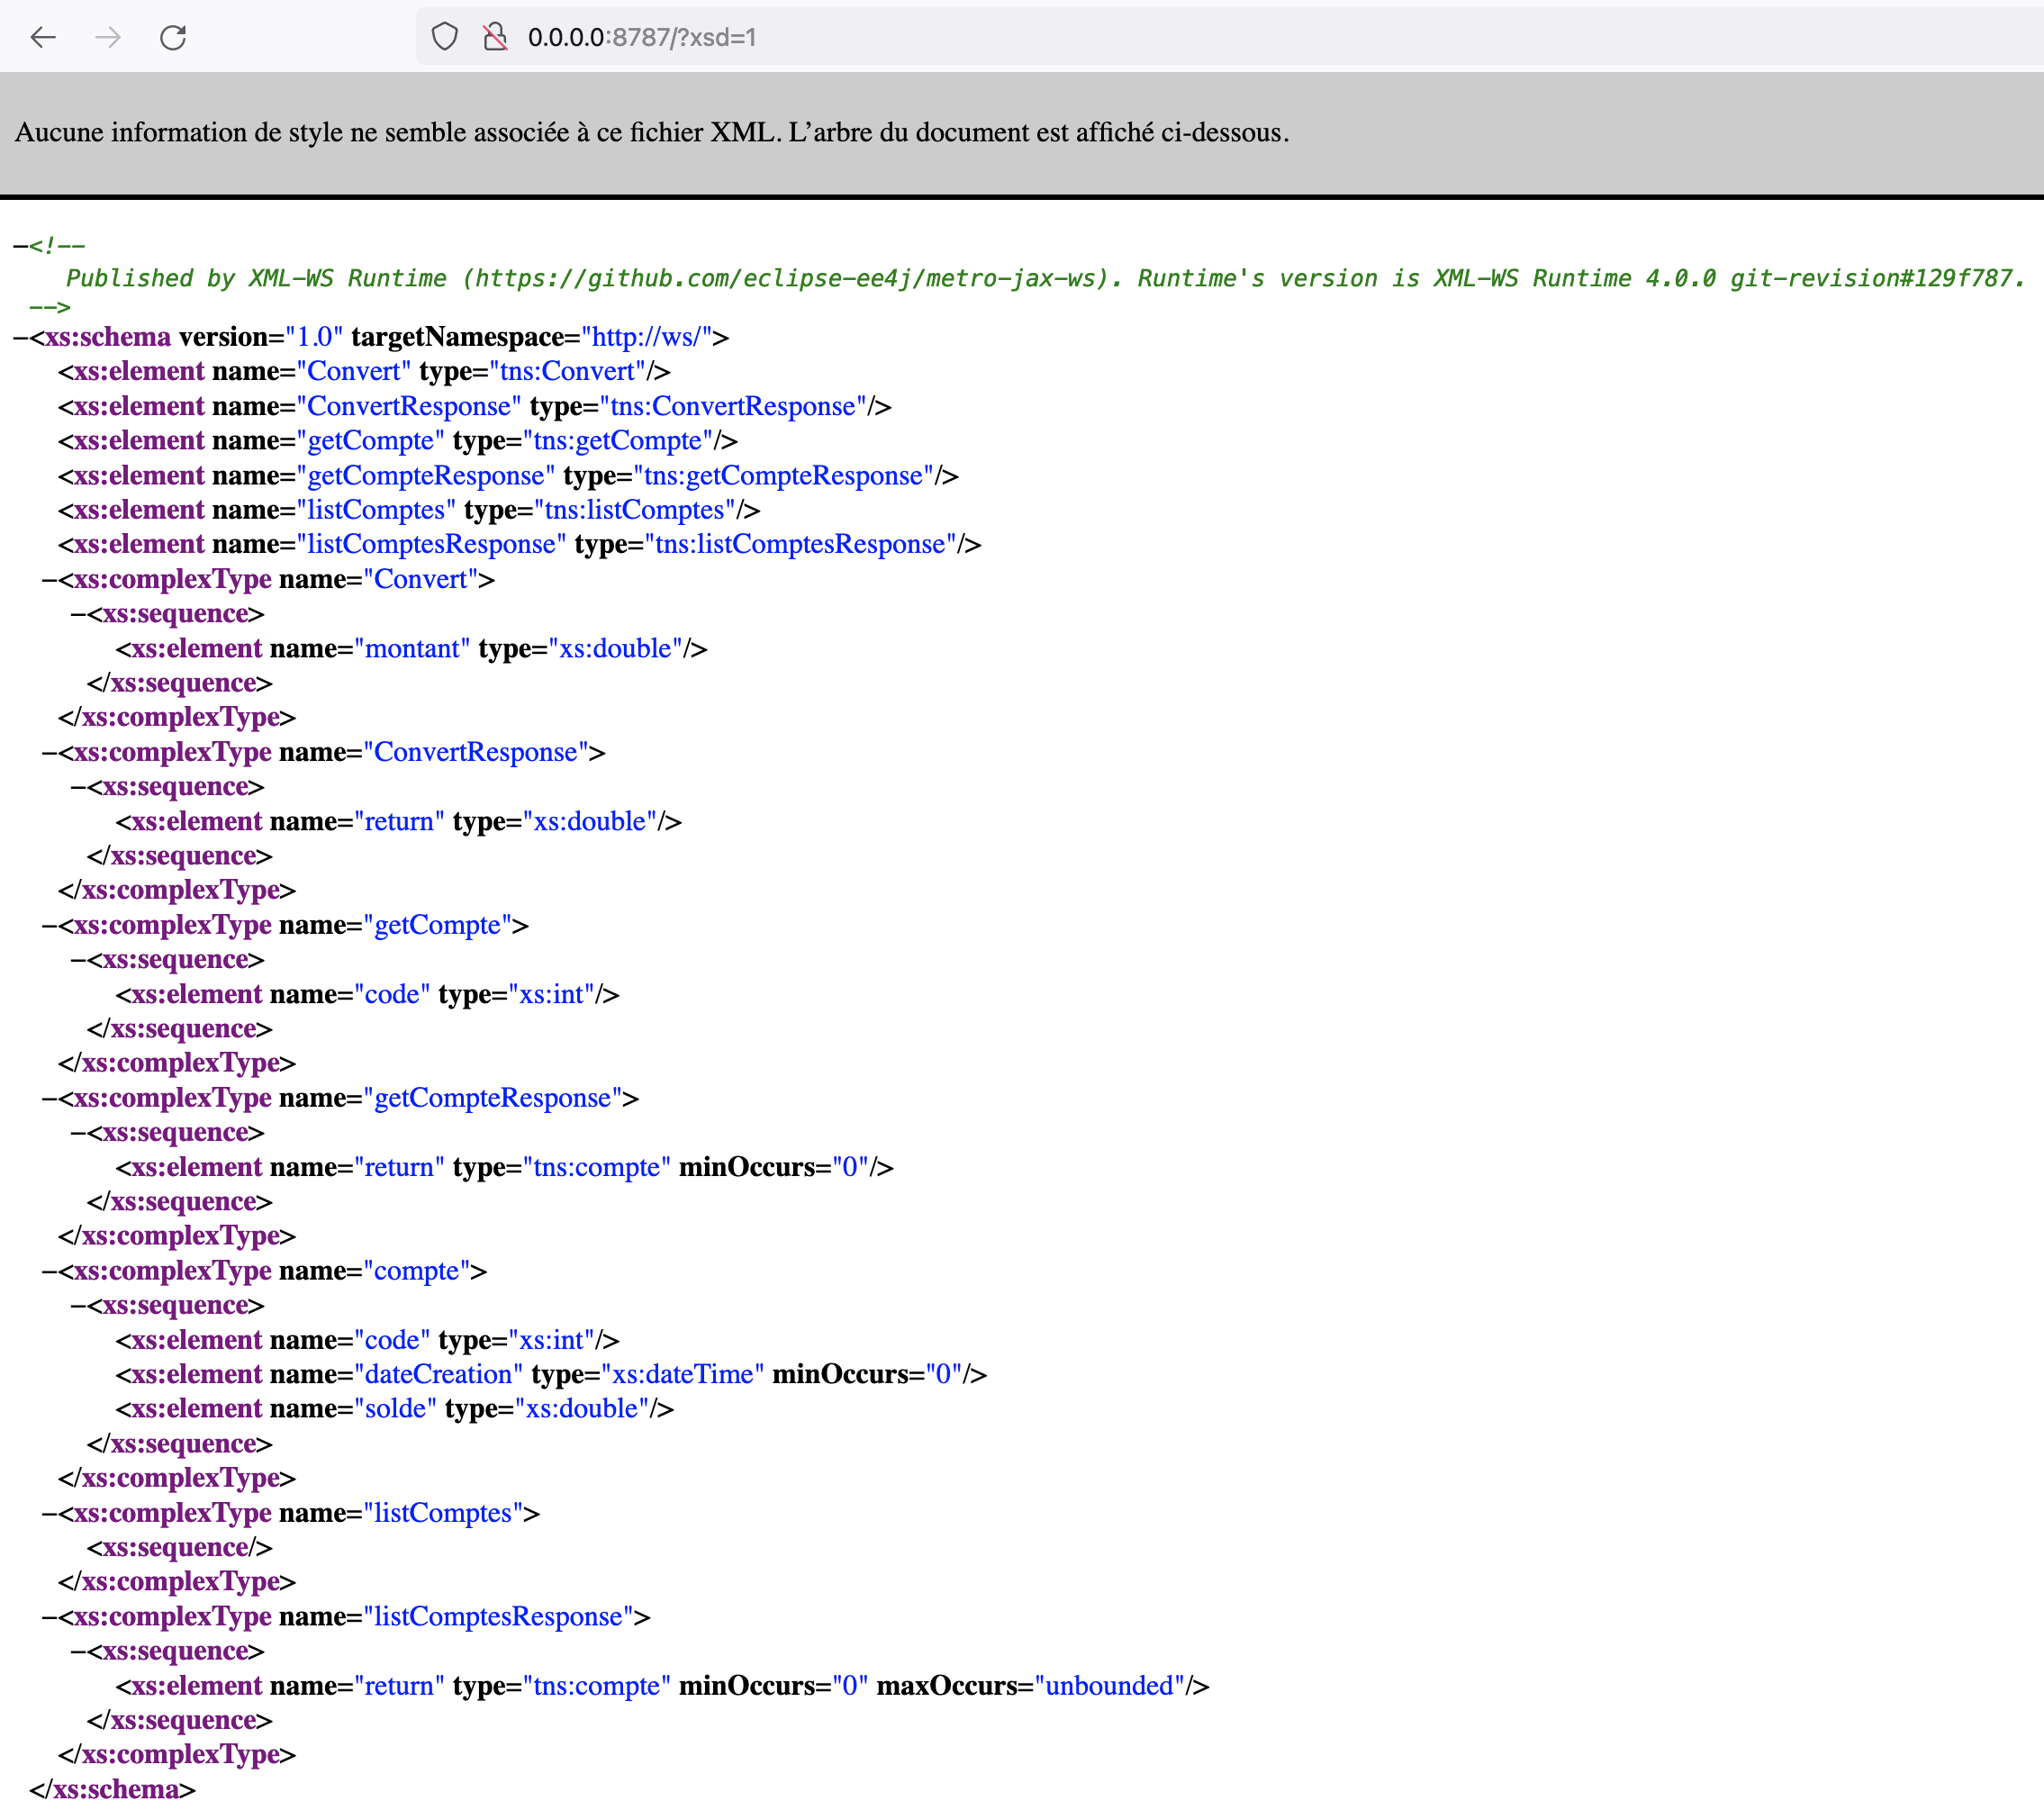 0.0.0.0:8787/?xsd=1
Aucune information de style ne semble associée à ce fichier XML. L’arbre du document est affiché ci-dessous.
−<!--
Published by XML-WS Runtime (https://github.com/eclipse-ee4j/metro-jax-ws). Runtime's version is XML-WS Runtime 4.0.0 git-revision#129f787.
-->
−<xs:schema version="1.0" targetNamespace="http://ws/">
<xs:element name="Convert" type="tns:Convert"/>
<xs:element name="ConvertResponse" type="tns:ConvertResponse"/>
<xs:element name="getCompte" type="tns:getCompte"/>
<xs:element name="getCompteResponse" type="tns:getCompteResponse"/>
<xs:element name="listComptes" type="tns:listComptes"/>
<xs:element name="listComptesResponse" type="tns:listComptesResponse"/>
−<xs:complexType name="Convert">
−<xs:sequence>
<xs:element name="montant" type="xs:double"/>
</xs:sequence>
</xs:complexType>
−<xs:complexType name="ConvertResponse">
−<xs:sequence>
<xs:element name="return" type="xs:double"/>
</xs:sequence>
</xs:complexType>
−<xs:complexType name="getCompte">
−<xs:sequence>
<xs:element name="code" type="xs:int"/>
</xs:sequence>
</xs:complexType>
−<xs:complexType name="getCompteResponse">
−<xs:sequence>
<xs:element name="return" type="tns:compte" minOccurs="0"/>
</xs:sequence>
</xs:complexType>
−<xs:complexType name="compte">
−<xs:sequence>
<xs:element name="code" type="xs:int"/>
<xs:element name="dateCreation" type="xs:dateTime" minOccurs="0"/>
<xs:element name="solde" type="xs:double"/>
</xs:sequence>
</xs:complexType>
−<xs:complexType name="listComptes">
<xs:sequence/>
</xs:complexType>
−<xs:complexType name="listComptesResponse">
−<xs:sequence>
<xs:element name="return" type="tns:compte" minOccurs="0" maxOccurs="unbounded"/>
</xs:sequence>
</xs:complexType>
</xs:schema>